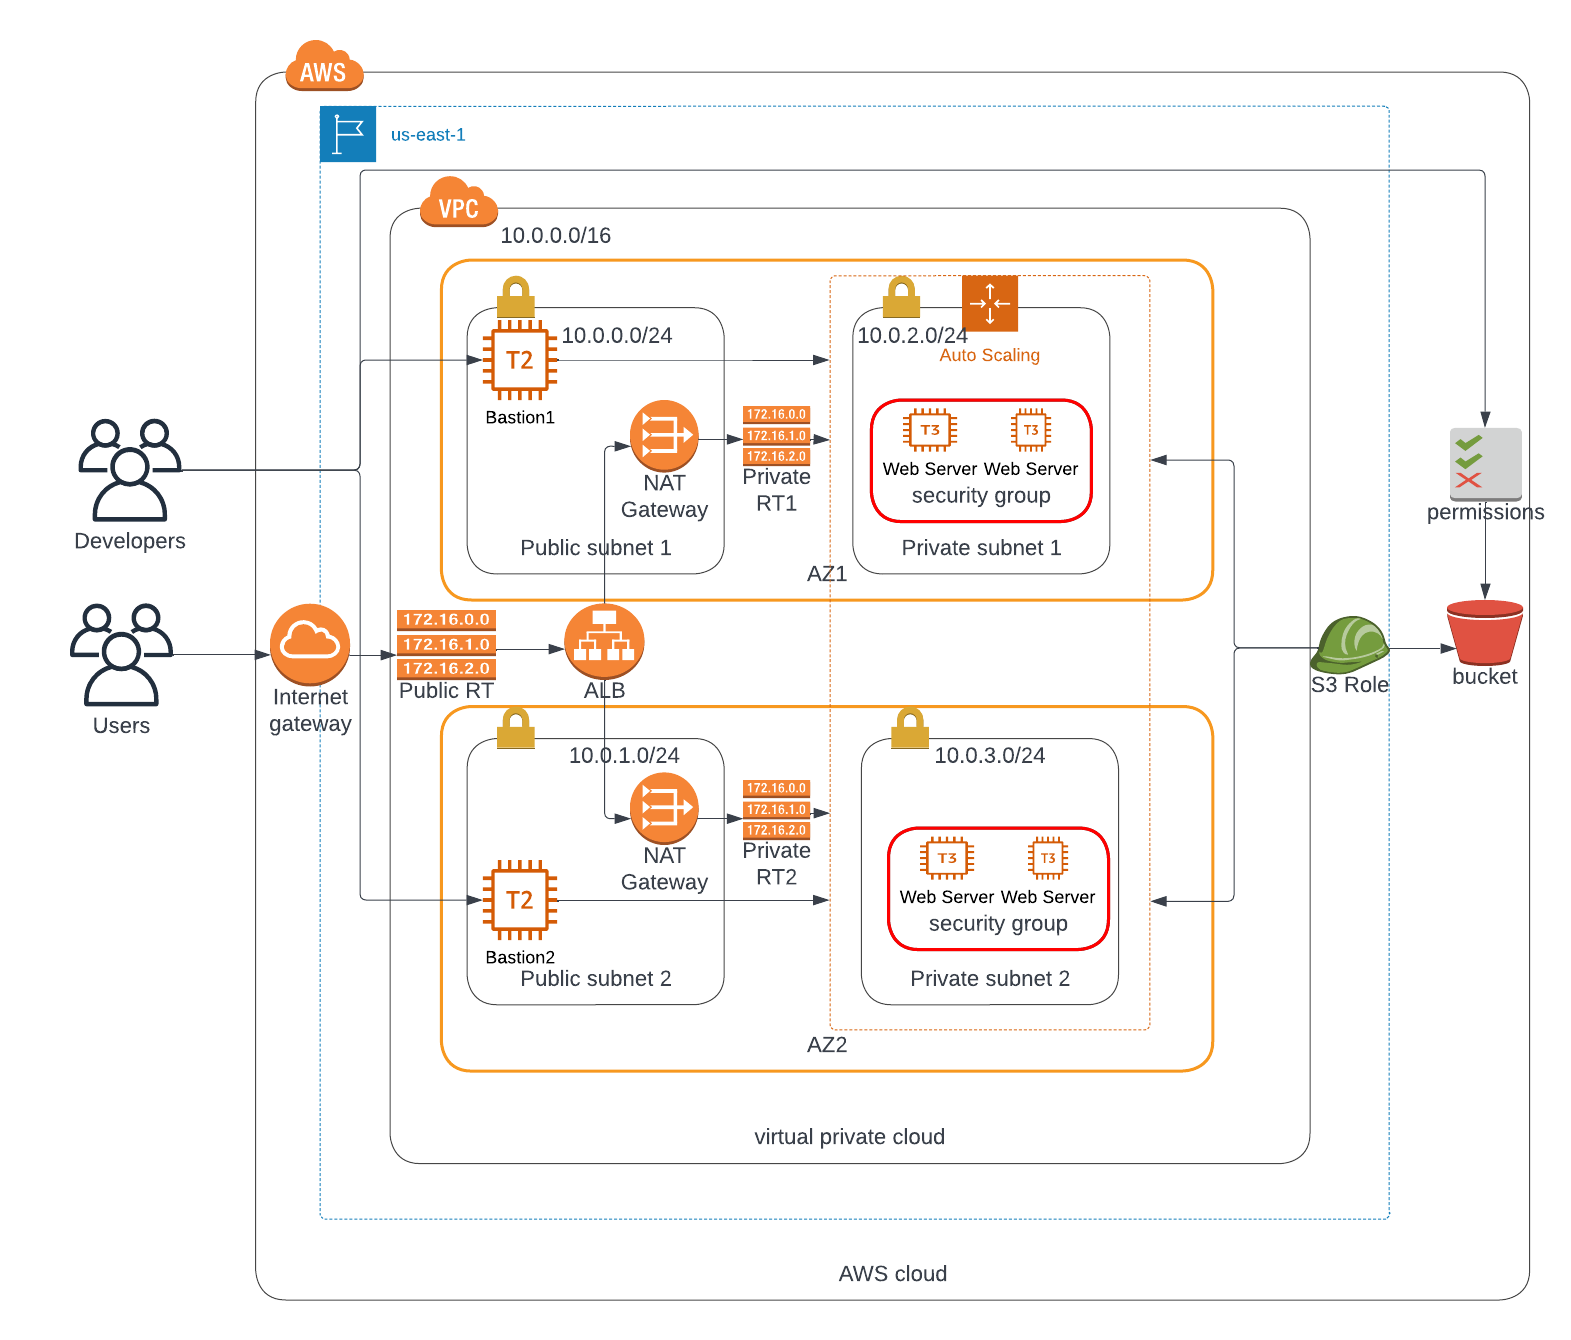 AWS
us-east-1
VPC
10.0.0.0/16
10.0.0.0/24
T2
Bastion1
NAT
Gateway
172.16.0.0
172.16.1.0
172.16.2.0
Private
RT1
Public subnet 1
10.0.2.0/24
Auto Scaling
T3
T3
Web Server
Web Server
security group
Private subnet 1
AZ1
Developers
Users
Internet
gateway
172.16.0.0
172.16.1.0
172.16.2.0
Public RT
ALB
permissions
S3 Role
bucket
10.0.1.0/24
NAT
Gateway
172.16.0.0
172.16.1.0
172.16.2.0
Private
RT2
T2
Bastion2
Public subnet 2
10.0.3.0/24
T3
T3
Web Server
Web Server
security group
Private subnet 2
AZ2
virtual private cloud
AWS cloud